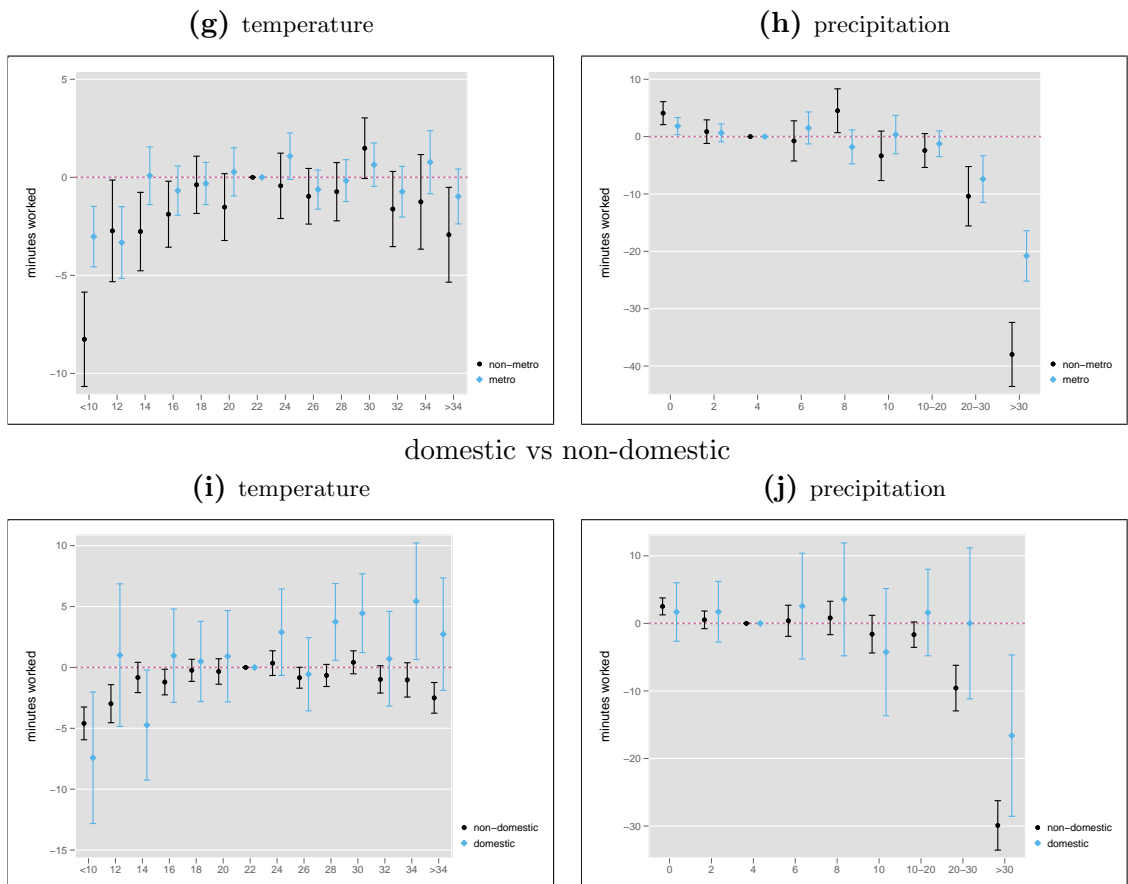 (g) temperature
(h) precipitation
5
0
−5
−10
minutes worked
<10 12 14 16 18 20 22 24 26 28 30 32 34 >34
non−metro
metro
10
0
−10
−20
−30
−40
minutes worked
0 2 4 6 8 10 10−20 20−30 >30
non−metro
metro
domestic vs non-domestic
(i) temperature
(j) precipitation
10
5
0
−5
−10
−15
minutes worked
<10 12 14 16 18 20 22 24 26 28 30 32 34 >34
non−domestic
domestic
10
0
−10
−20
−30
minutes worked
0 2 4 6 8 10 10−20 20−30 >30
non−domestic
domestic